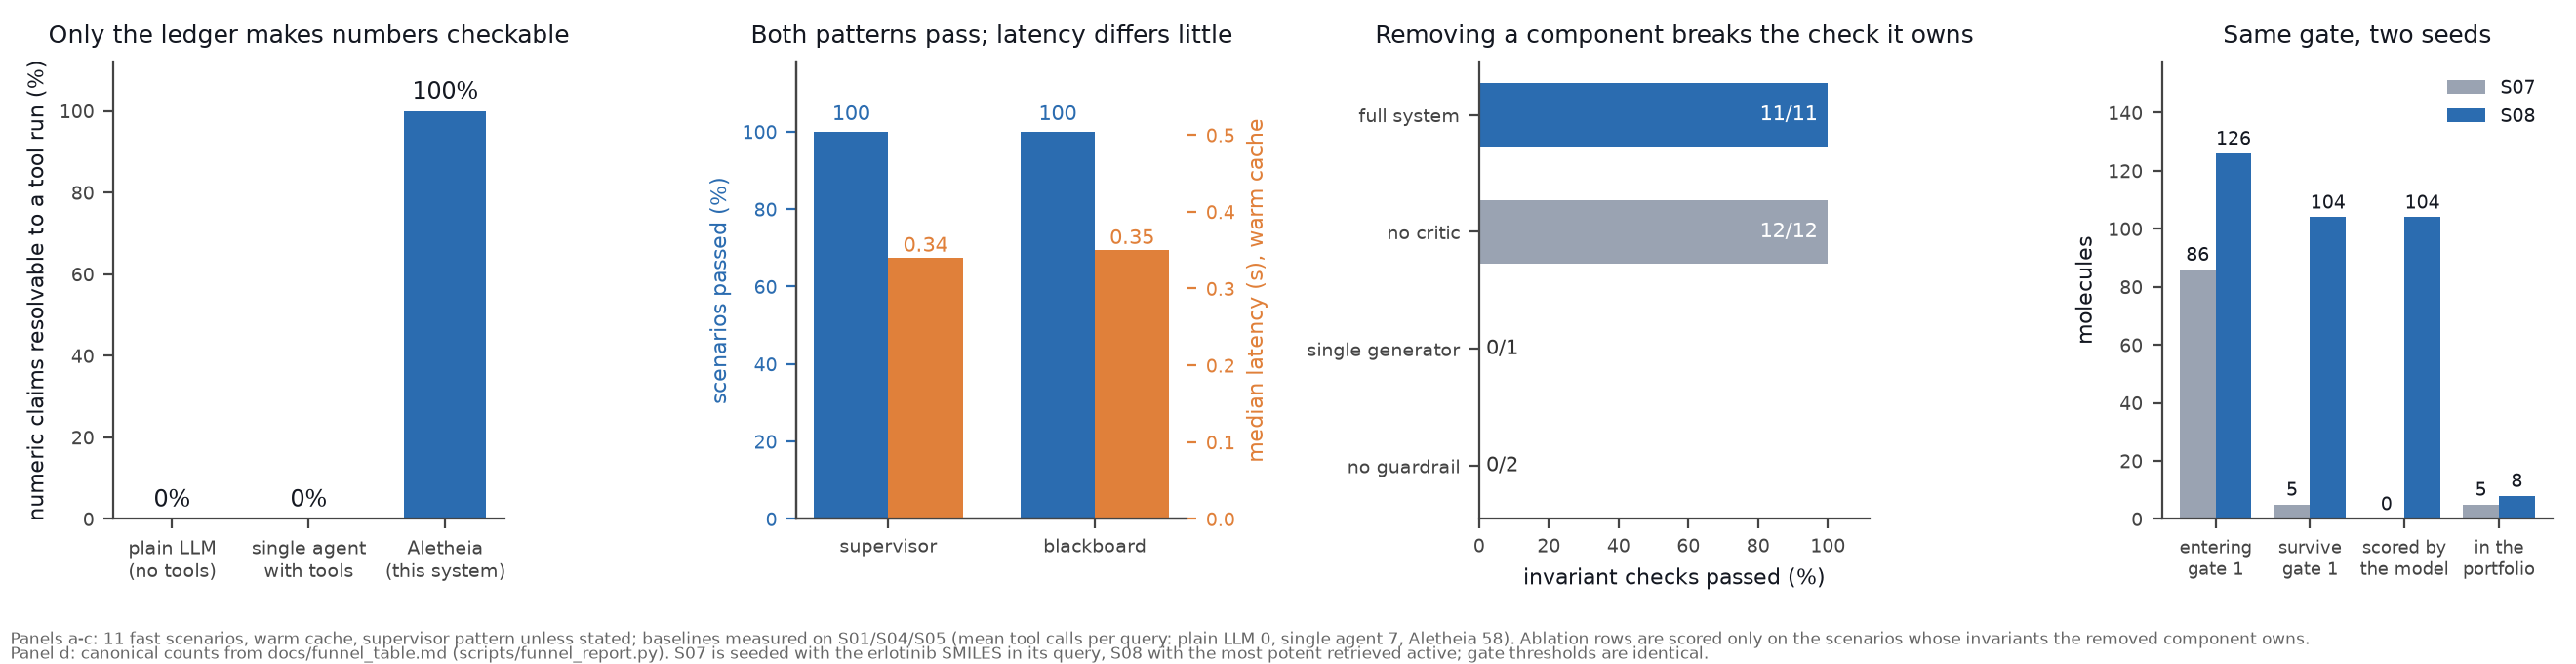 Only the ledger makes numbers checkable
numeric claims resolvable to a tool run (%)
100
80
60
40
20
0
0%
0%
100%
plain LLM
(no tools)
single agent
with tools
Aletheia
(this system)
Both patterns pass; latency differs little
scenarios passed (%)
100
80
60
40
20
0
100
0.34
100
0.35
0.5
0.4
0.3
0.2
0.1
0.0
median latency (s), warm cache
supervisor
blackboard
Removing a component breaks the check it owns
full system
11/11
no critic
12/12
single generator
0/1
no guardrail
0/2
0
20
40
60
80
100
invariant checks passed (%)
Same gate, two seeds
S07
S08
molecules
140
120
100
80
60
40
20
0
86
126
5
104
0
104
5
8
entering
gate 1
survive
gate 1
scored by
the model
in the
portfolio
Panels a-c: 11 fast scenarios, warm cache, supervisor pattern unless stated; baselines measured on S01/S04/S05 (mean tool calls per query: plain LLM 0, single agent 7, Aletheia 58). Ablation rows are scored only on the scenarios whose invariants the removed component owns.
Panel d: canonical counts from docs/funnel_table.md (scripts/funnel_report.py). S07 is seeded with the erlotinib SMILES in its query, S08 with the most potent retrieved active; gate thresholds are identical.